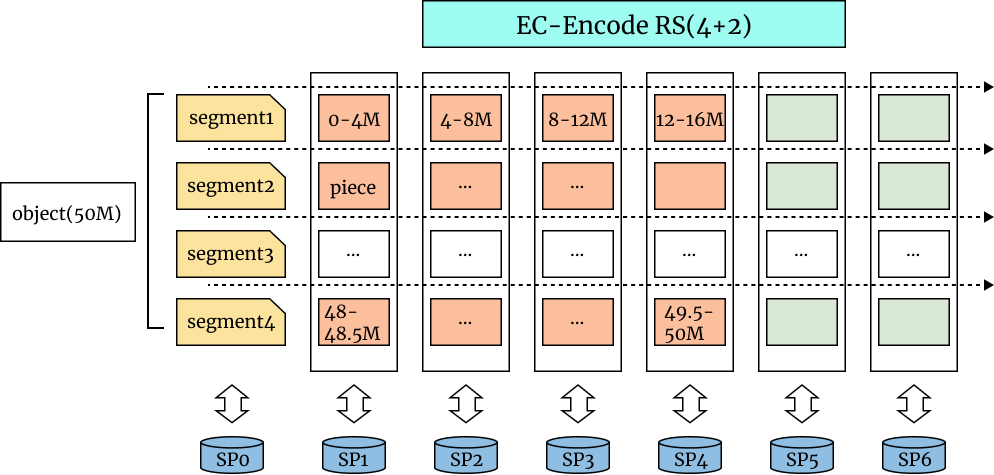 EC-Encode RS(4+2)
object(50M)
segment1
0-4M
4-8M
8-12M
12-16M
segment2
piece
...
...
segment3
...
...
...
...
...
...
segment4
48-
48.5M
...
...
49.5-
50M
SP0
SP1
SP2
SP3
SP4
SP5
SP6